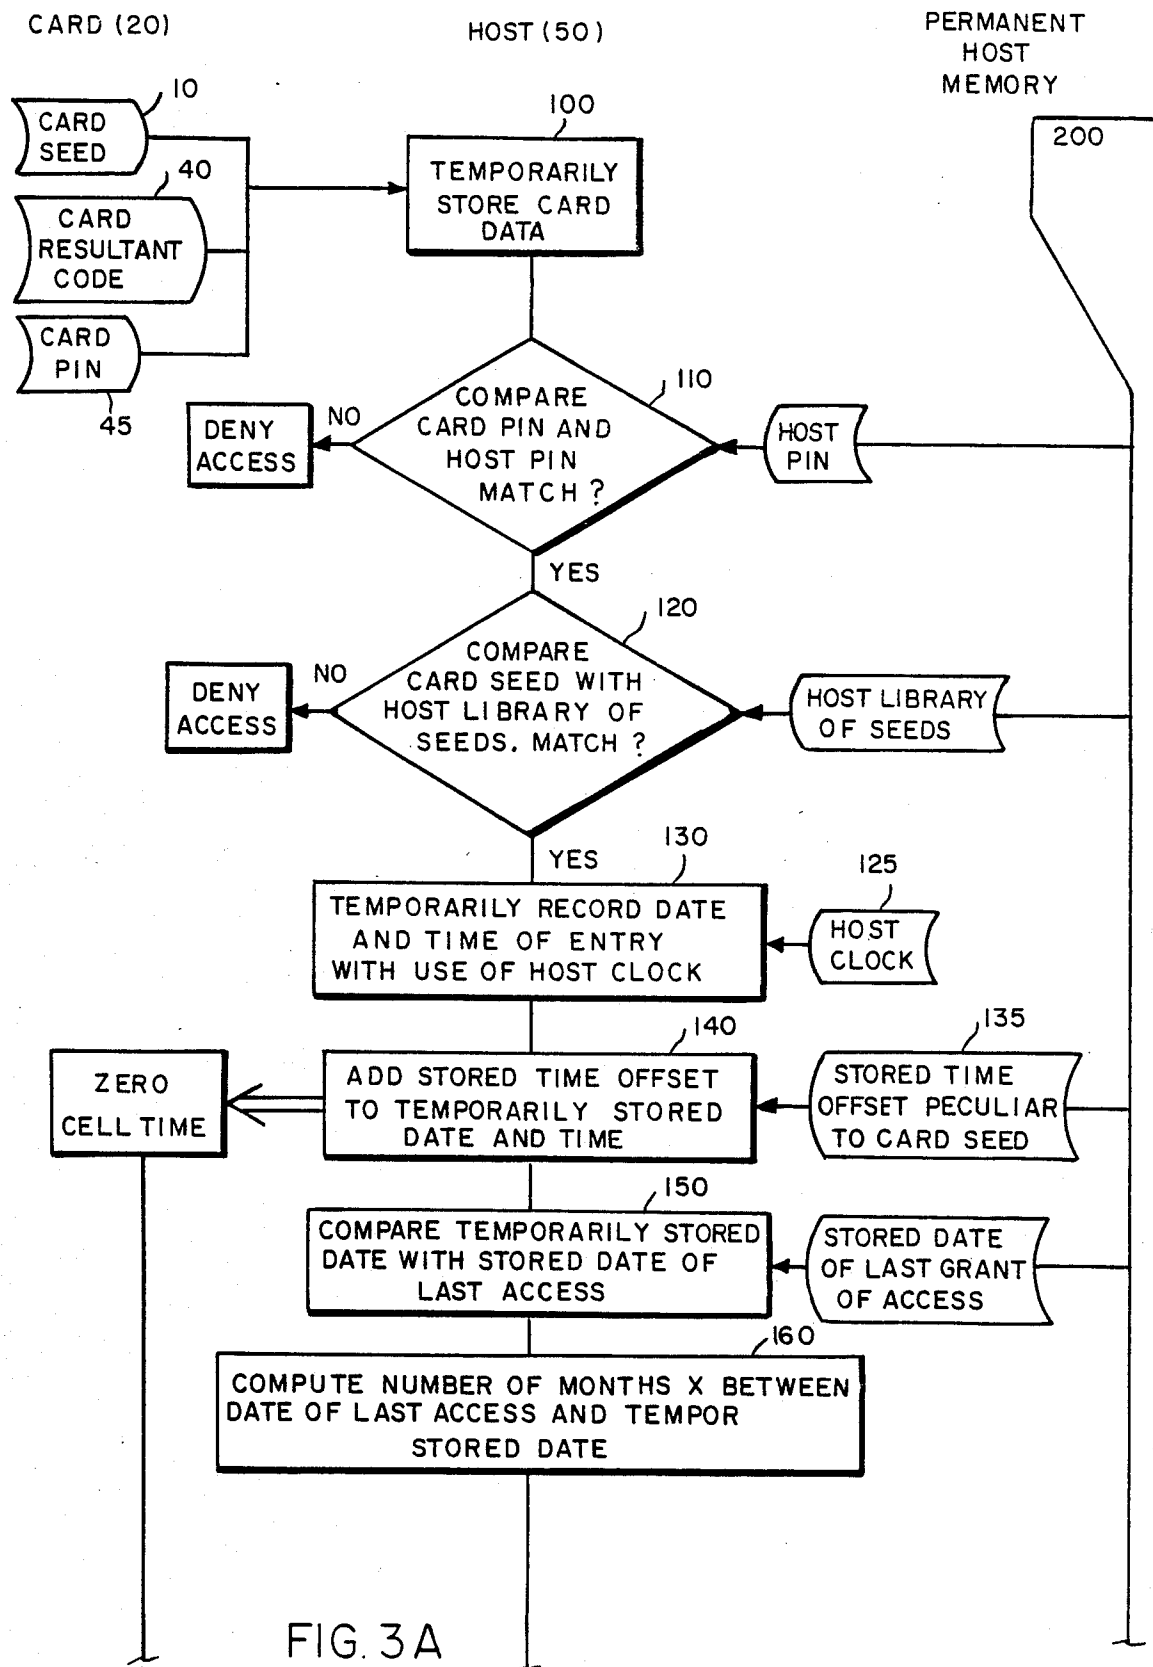 CARD (20)
HOST (50)
PERMANENT
HOST
MEMORY
10
CARD
SEED
40
CARD
RESULTANT
CODE
CARD
PIN
45
100
TEMPORARILY
STORE CARD
DATA
200
110
COMPARE
CARD PIN AND
HOST PIN
MATCH ?
NO
DENY
ACCESS
HOST
PIN
YES
120
COMPARE
CARD SEED WITH
HOST LIBRARY OF
SEEDS. MATCH ?
NO
DENY
ACCESS
HOST LIBRARY
OF SEEDS
YES
130
TEMPORARILY RECORD DATE
AND TIME OF ENTRY
WITH USE OF HOST CLOCK
125
HOST
CLOCK
140
ADD STORED TIME OFFSET
TO TEMPORARILY STORED
DATE AND TIME
ZERO
CELL TIME
135
STORED TIME
OFFSET PECULIAR
TO CARD SEED
150
COMPARE TEMPORARILY STORED
DATE WITH STORED DATE OF
LAST ACCESS
STORED DATE
OF LAST GRANT
OF ACCESS
160
COMPUTE NUMBER OF MONTHS X BETWEEN
DATE OF LAST ACCESS AND TEMPOR
STORED DATE
FIG. 3A